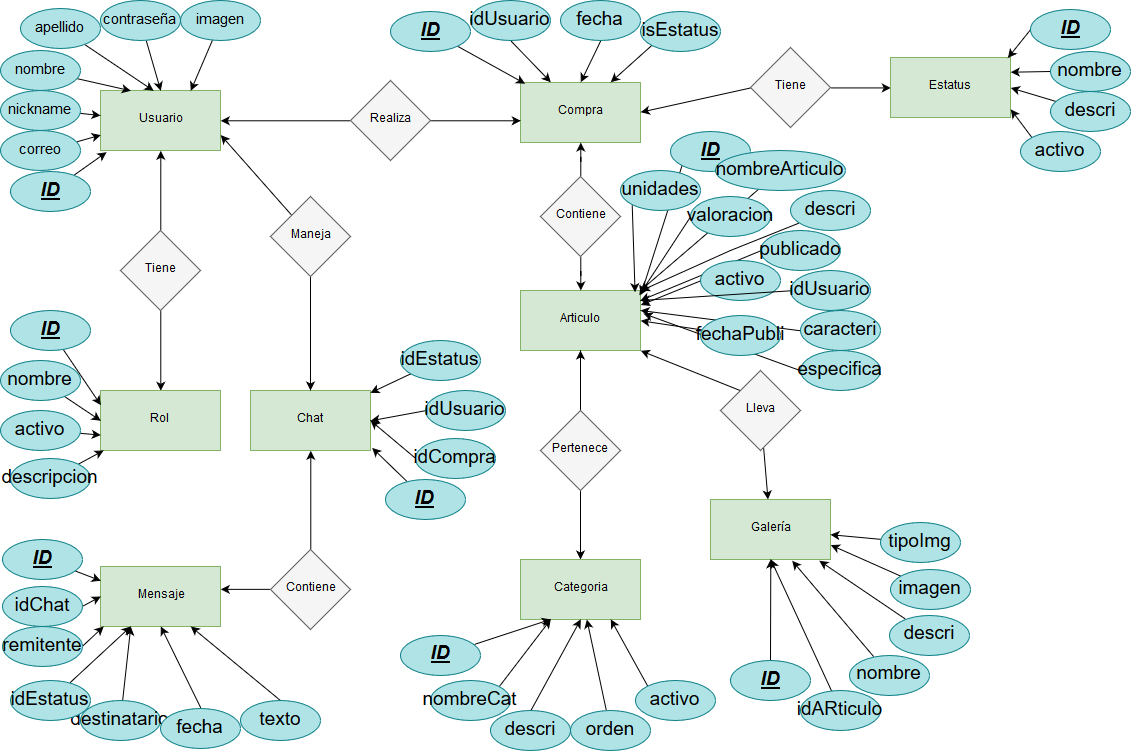 apellido
contraseña
imagen
nombre
nickname
correo
ID
Usuario
Realiza
ID
idUsuario
fecha
isEstatus
Compra
Tiene
Estatus
ID
nombre
descri
activo
Tiene
Maneja
Contiene
ID
nombreArticulo
unidades
valoracion
descri
publicado
activo
idUsuario
fechaPubli
caracteri
especifica
Articulo
ID
nombre
activo
descripcion
Rol
Chat
idEstatus
idUsuario
idCompra
ID
Pertenece
Lleva
Galería
tipoImg
imagen
descri
nombre
idARticulo
ID
Contiene
Mensaje
ID
idChat
remitente
idEstatus
destinatario
fecha
texto
Categoria
ID
nombreCat
descri
orden
activo